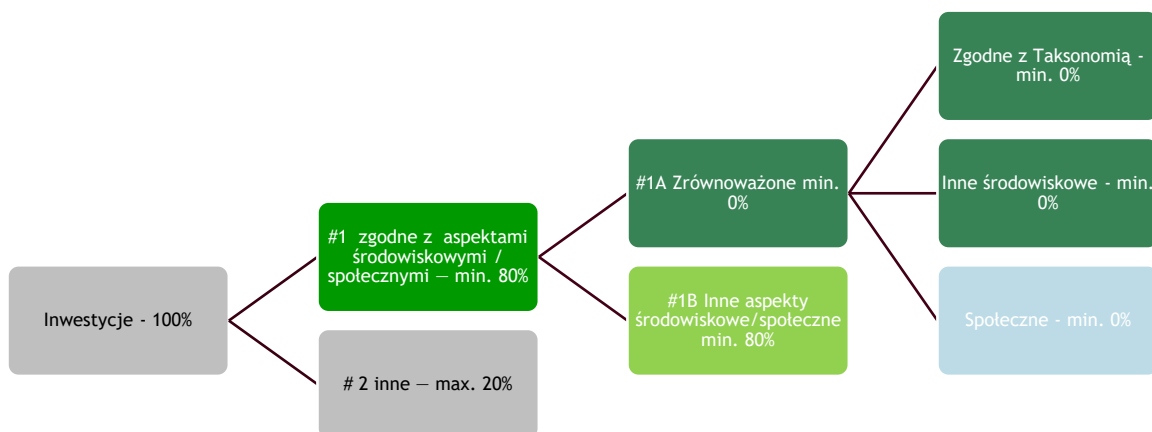 Inwestycje - 100%
#1 zgodne z aspektami
środowiskowymi /
społecznymi — min. 80%
# 2 inne — max. 20%
#1A Zrównoważone min.
0%
#1B Inne aspekty
środowiskowe/społeczne
min. 80%
Zgodne z Taksonomią -
min. 0%
Inne środowiskowe - min.
0%
Społeczne - min. 0%